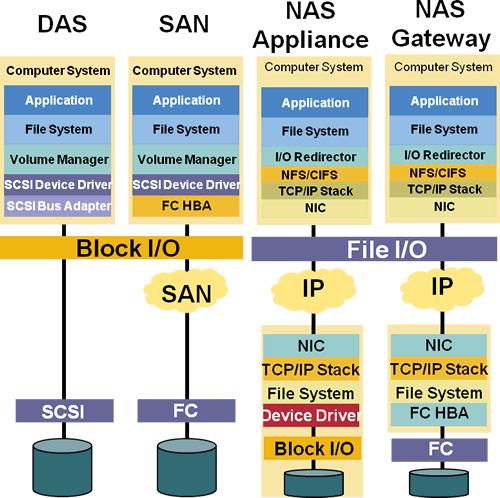 DAS
Computer System
Application
File System
Volume Manager
SCSI Device Driver
SCSI Bus Adapter
SAN
Computer System
Application
File System
Volume Manager
SCSI Device Driver
FC HBA
Block I/O
SAN
SCSI
FC
NAS
Appliance
Computer System
Application
File System
I/O Redirector
NFS/CIFS
TCP/IP Stack
NIC
NAS
Gateway
Computer System
Application
File System
I/O Redirector
NFS/CIFS
TCP/IP Stack
NIC
File I/O
IP
NIC
TCP/IP Stack
File System
Device Driver
Block I/O
IP
NIC
TCP/IP Stack
File System
FC HBA
FC